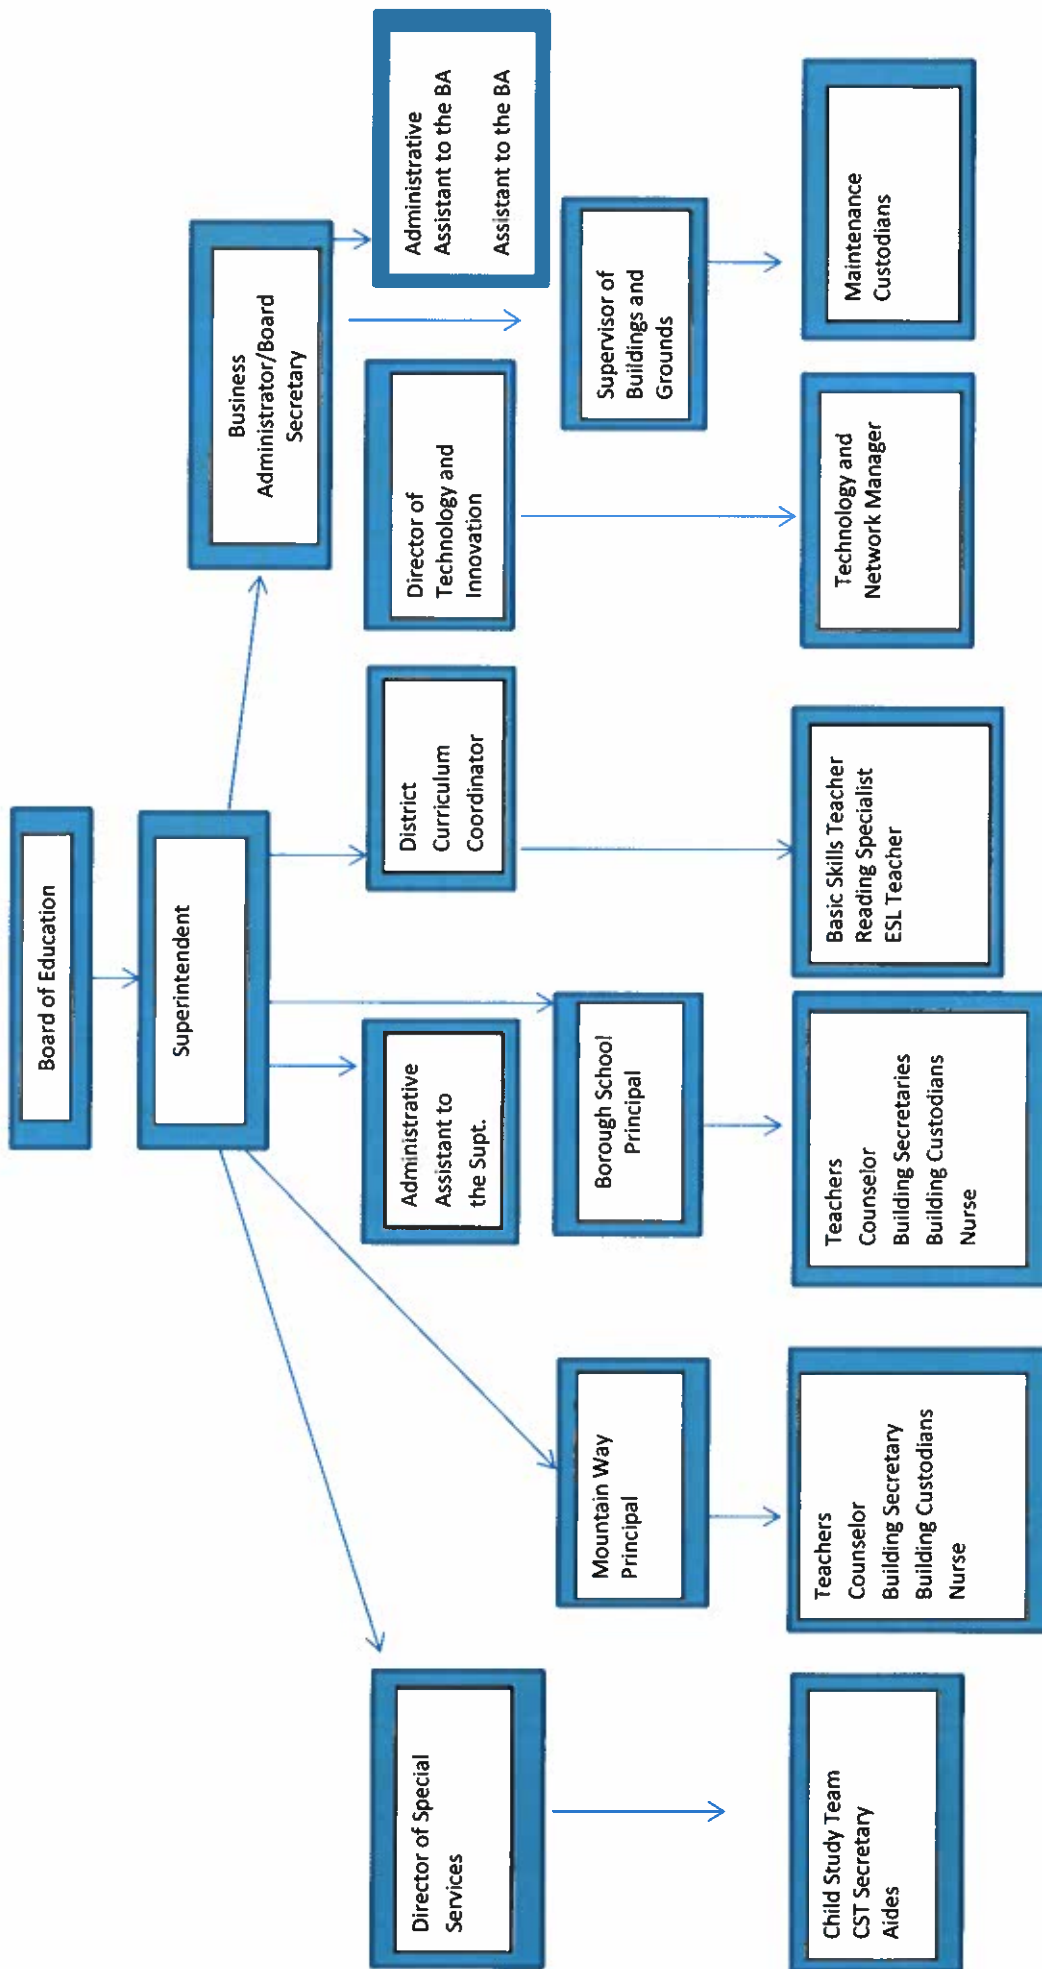 Board of Education
Superintendent
Business
Administrator/Board
Secretary
Director of Special
Services
Administrative
Assistant to
the Supt.
District
Curriculum
Coordinator
Director of
Technology and
Innovation
Administrative
Assistant to the BA
Assistant to the BA
Mountain Way
Principal
Borough School
Principal
Supervisor of
Buildings and
Grounds
Child Study Team
CST Secretary
Aides
Teachers
Counselor
Building Secretary
Building Custodians
Nurse
Teachers
Counselor
Building Secretaries
Building Custodians
Nurse
Basic Skills Teacher
Reading Specialist
ESL Teacher
Technology and
Network Manager
Maintenance
Custodians